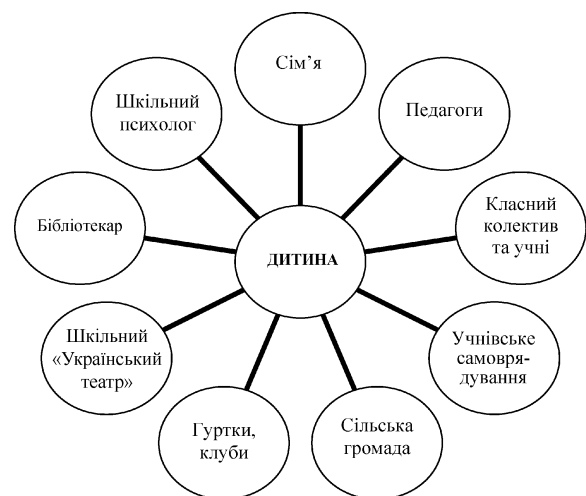 Сім’я
Педагоги
Класний
колектив
та учні
Учнівське
самовря-
дування
Сільська
громада
Гуртки,
клуби
Шкільний
«Український
театр»
Бібліотекар
Шкільний
психолог
ДИТИНА